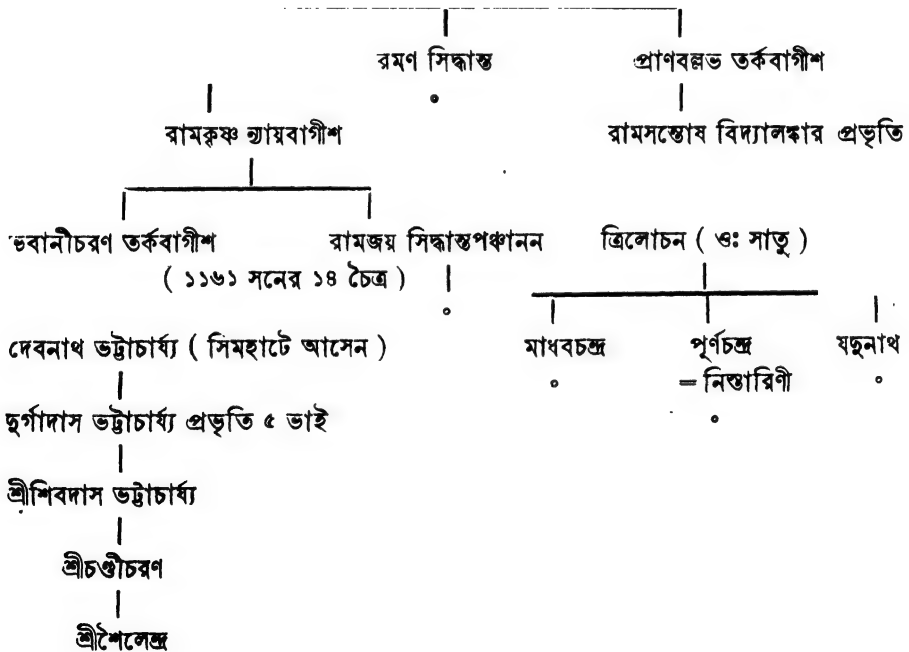 রমণ সিদ্ধান্ত প্রাণবল্লভ তর্কবাগীশ
রামকৃষ্ণ ন্যায়বাগীশ রামসন্তোষ বিদ্যালঙ্কার প্রভৃতি
ভবানীচরণ তর্কবাগীশ রামজয় সিদ্ধান্তপঞ্চানন ত্রিলোচন ( ওঃ সাতু )
( ১১৬১ সনের ১৪ চৈত্র )
দেবনাথ ভট্টাচার্য্য ( সিমহাটে আসেন ) মাধবচন্দ্র পূর্ণচন্দ্র যদুনাথ
= নিস্তারিণী
দুর্গাদাস ভট্টাচার্য্য প্রভৃতি ৫ ভাই
শ্রীশিবদাস ভট্টাচার্য্য
শ্রীচণ্ডীচরণ
শ্রীশৈলেন্দ্র